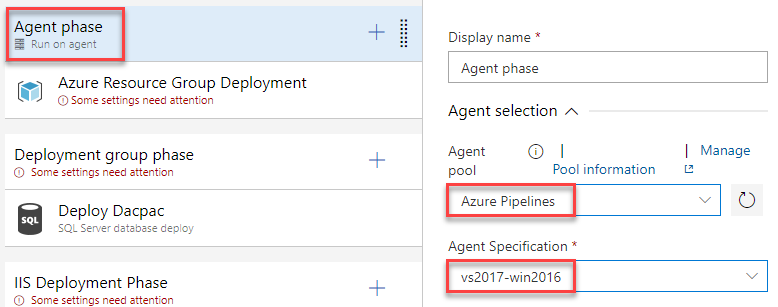 Agent phase
Run on agent
Azure Resource Group Deployment
Some settings need attention
Deployment group phase
Some settings need attention
Deploy Dacpac
SQL
SQL Server database deploy
IIS Deployment Phase
Some settings need attention
Display name *
Agent phase
Agent selection
Agent pool
| Pool information
| Manage
Azure Pipelines
Agent Specification *
vs2017-win2016